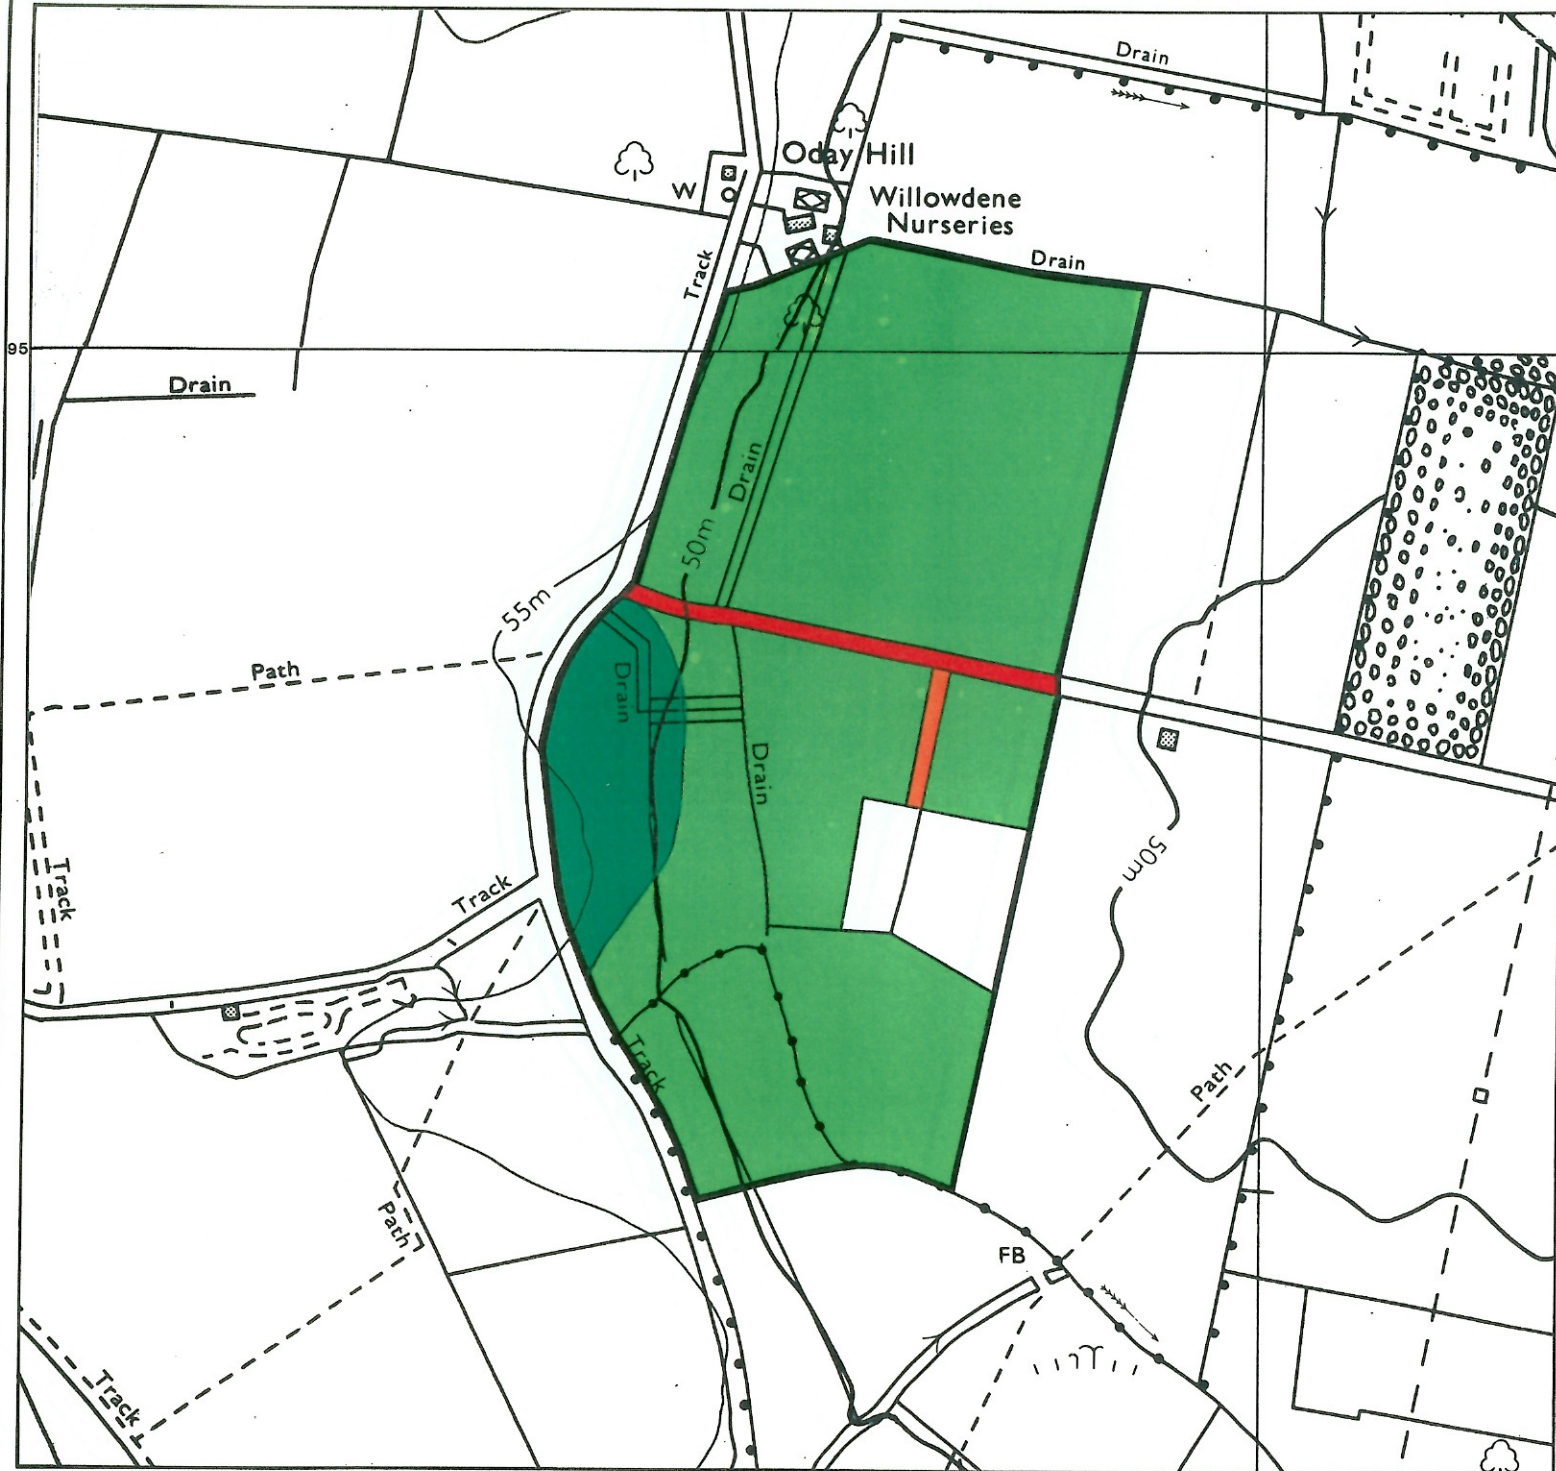 Drain
Oday Hill
W
Willowdene
Nurseries
Drain
Track
95
Drain
Drain
50m
55m
Path
Drain
Drain
Track
Track
50m
Track
Path
Path
FB
Track